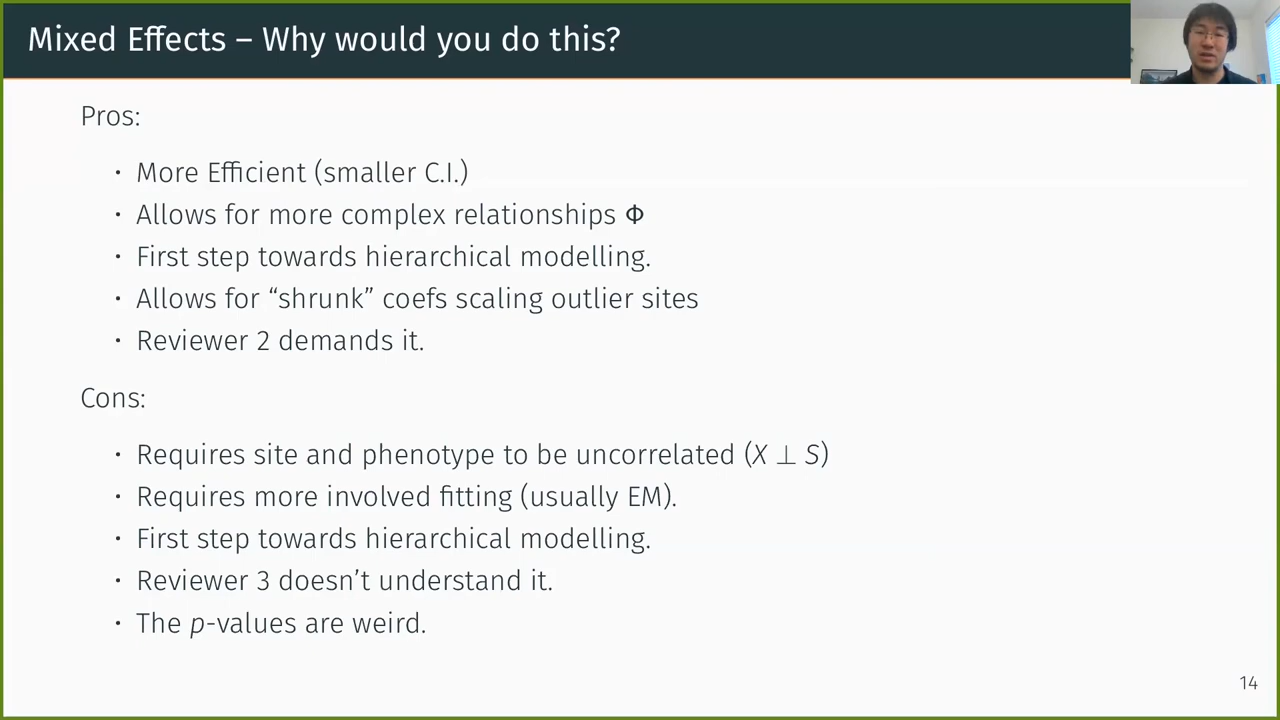 Mixed Effects – Why would you do this?
Pros:
· More Efficient (smaller C.I.)
· Allows for more complex relationships Φ
· First step towards hierarchical modelling.
· Allows for “shrunk” coefs scaling outlier sites
· Reviewer 2 demands it.
Cons:
· Requires site and phenotype to be uncorrelated (X ⊥ S)
· Requires more involved fitting (usually EM).
· First step towards hierarchical modelling.
· Reviewer 3 doesn’t understand it.
· The p-values are weird.
14